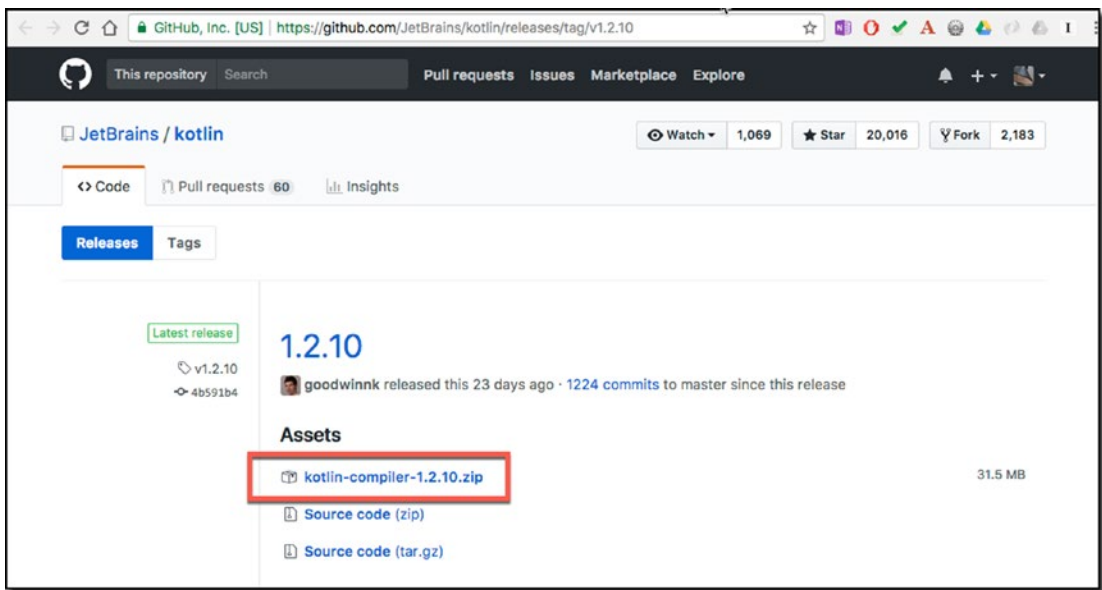 GitHub, Inc. [US] https://github.com/JetBrains/kotlin/releases/tag/v1.2.10
This repository Search Pull requests Issues Marketplace Explore
JetBrains / kotlin Watch 1,069 Star 20,016 Fork 2,183
Code Pull requests 60 Insights
Releases Tags
Latest release
1.2.10
v1.2.10
goodwinnk released this 23 days ago · 1224 commits to master since this release
4b591b4
Assets
kotlin-compiler-1.2.10.zip 31.5 MB
Source code (zip)
Source code (tar.gz)